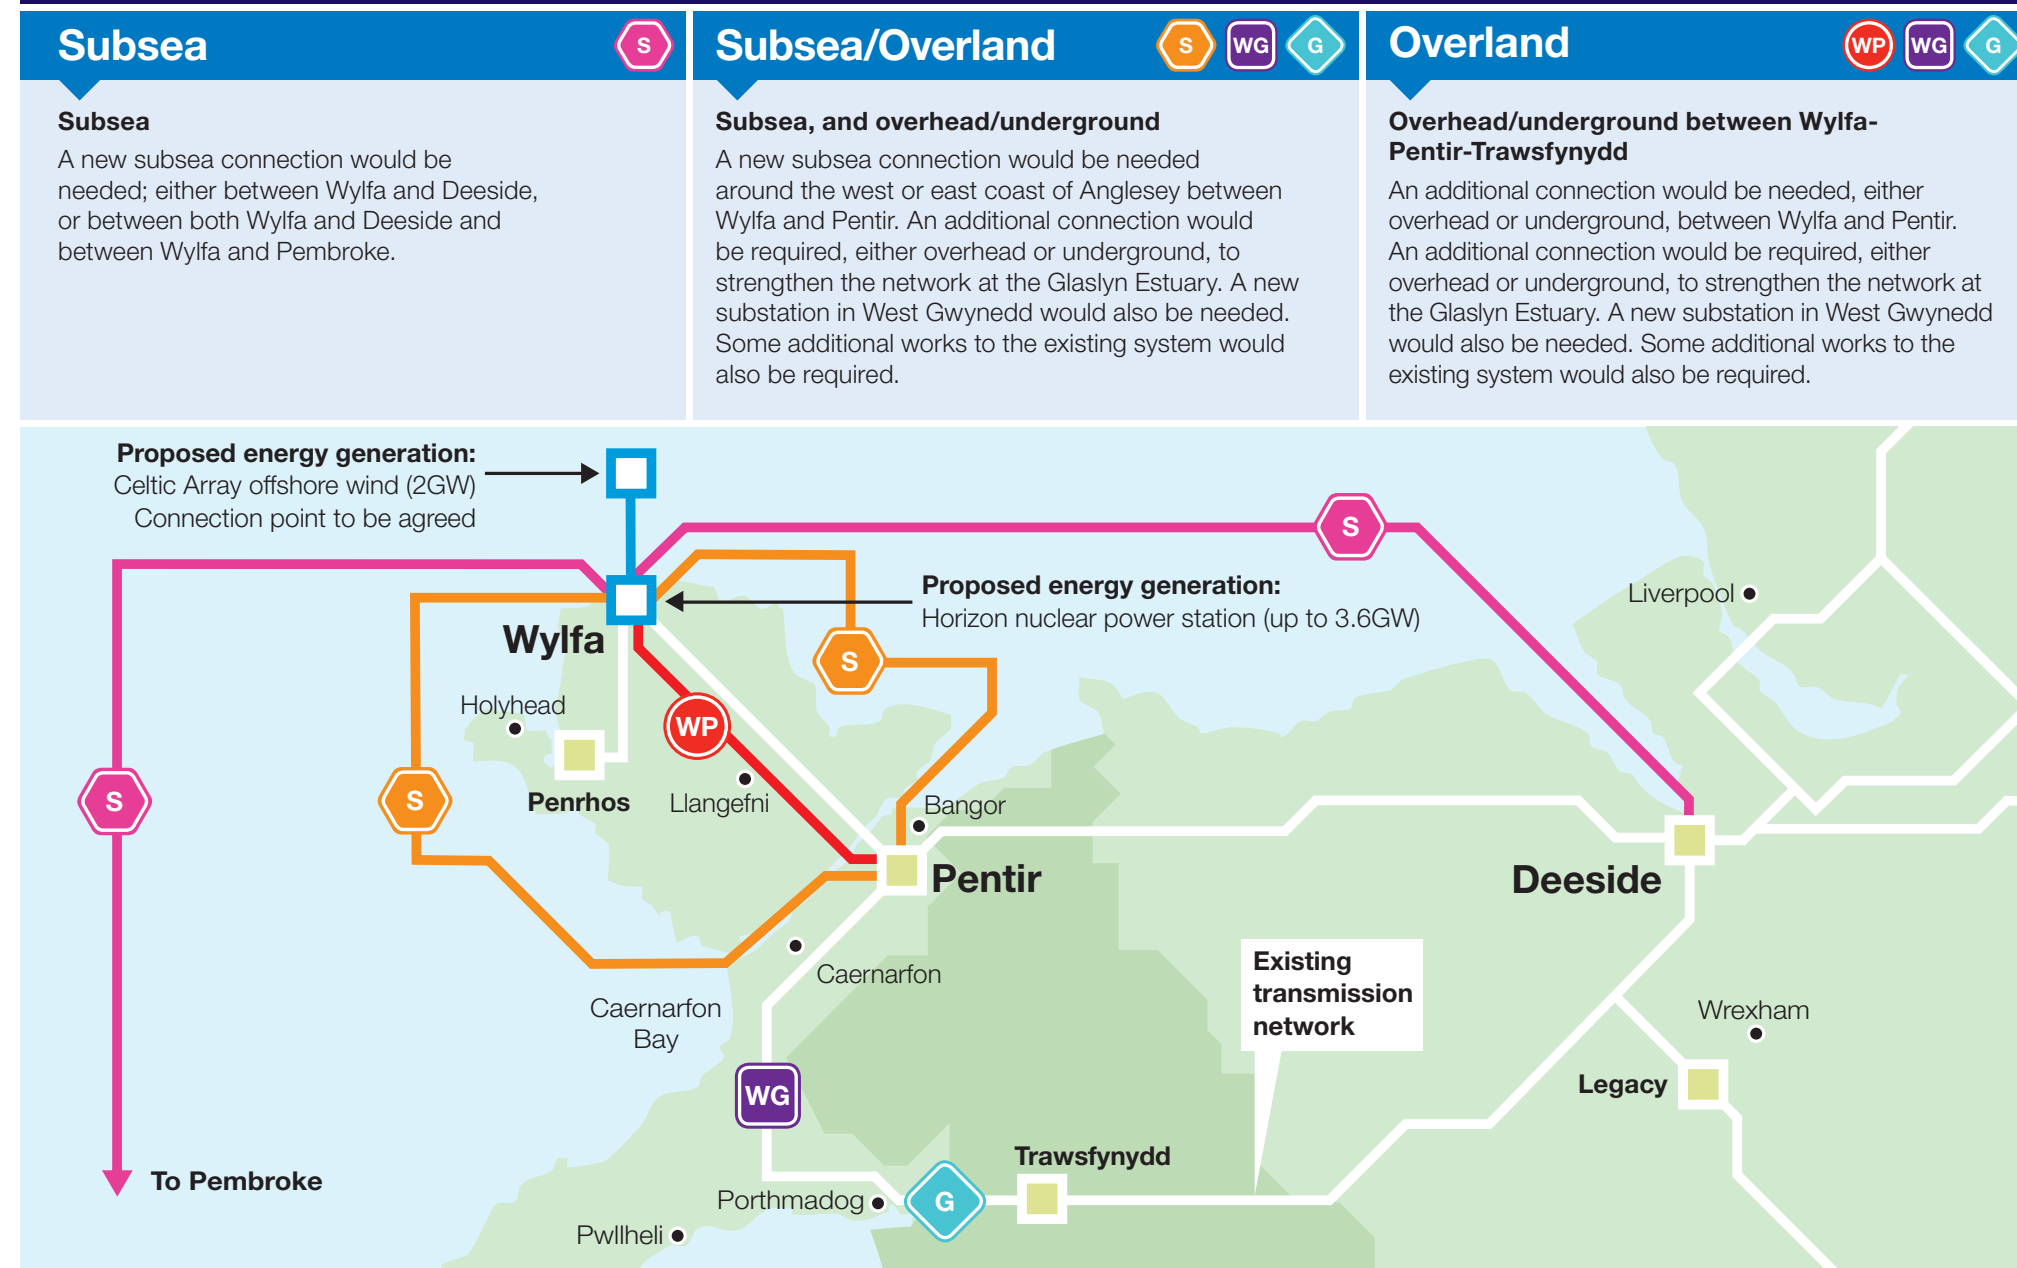 Subsea
S
Subsea
A new subsea connection would be
needed; either between Wylfa and Deeside,
or between both Wylfa and Deeside and
between Wylfa and Pembroke.
Subsea/Overland
S WG G
Subsea, and overhead/underground
A new subsea connection would be needed
around the west or east coast of Anglesey between
Wylfa and Pentir. An additional connection would
be required, either overhead or underground, to
strengthen the network at the Glaslyn Estuary. A new
substation in West Gwynedd would also be needed.
Some additional works to the existing system would
also be required.
Overland
WP WG G
Overhead/underground between Wylfa-
Pentir-Trawsfynydd
An additional connection would be needed, either
overhead or underground, between Wylfa and Pentir.
An additional connection would be required, either
overhead or underground, to strengthen the network at
the Glaslyn Estuary. A new substation in West Gwynedd
would also be needed. Some additional works to the
existing system would also be required.
Proposed energy generation:
Celtic Array offshore wind (2GW)
Connection point to be agreed
S
Proposed energy generation:
Horizon nuclear power station (up to 3.6GW)
Liverpool
Wylfa
S
Holyhead
WP
S
S
Penrhos
Llangefni
Bangor
Pentir
Deeside
Caernarfon
Existing
transmission
network
Caernarfon
Bay
Wrexham
Legacy
WG
Trawsfynydd
To Pembroke
Porthmadog
G
Pwllheli